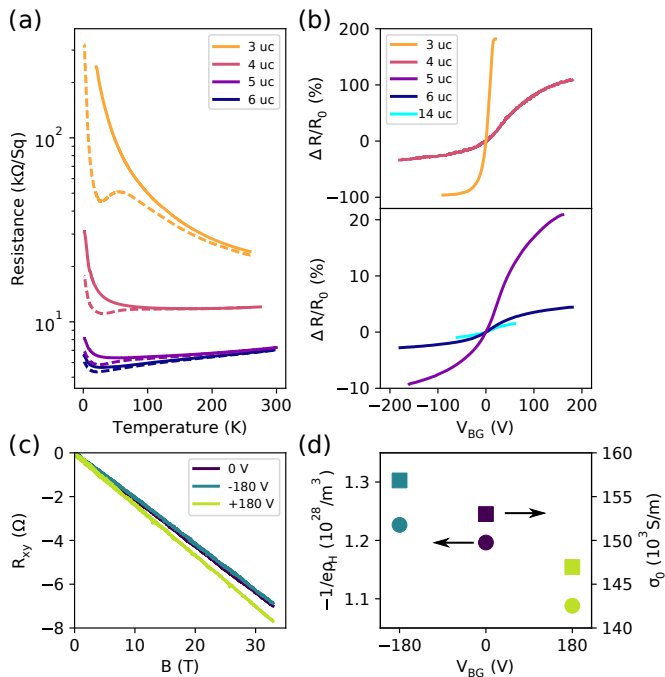 (a)
Resistance (kΩ/Sq)
10²
10¹
3 uc
4 uc
5 uc
6 uc
0 100 200 300
Temperature (K)
(b)
Δ R/R₀ (%)
200
100
0
−100
3 uc
4 uc
5 uc
6 uc
14 uc
Δ R/R₀ (%)
20
10
0
−10
−200 −100 0 100 200
V_BG (V)
(c)
R_xy (Ω)
0
−2
−4
−6
−8
0 V
-180 V
+180 V
0 10 20 30
B (T)
(d)
−1/eρ_H (10²⁸/m³)
1.3
1.2
1.1
160
155
150
145
140
σ₀ (10³S/m)
−180 0 180
V_BG (V)